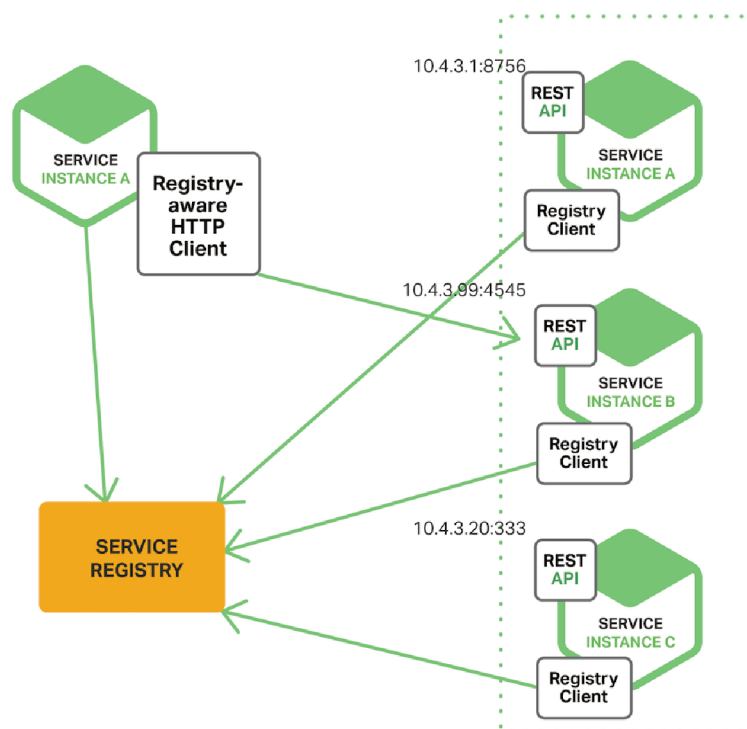 10.4.3.1:8756
REST
API
SERVICE
INSTANCE A
Registry
Client
SERVICE
INSTANCE A
Registry-
aware
HTTP
Client
10.4.3.99:4545
REST
API
SERVICE
INSTANCE B
Registry
Client
10.4.3.20:333
REST
API
SERVICE
INSTANCE C
Registry
Client
SERVICE
REGISTRY